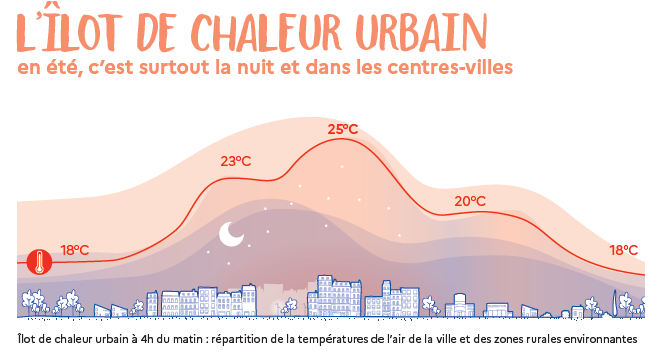 L'ÎLOT DE CHALEUR URBAIN
en été, c'est surtout la nuit et dans les centres-villes
25°C
23°C
20°C
18°C
18°C
Îlot de chaleur urbain à 4h du matin : répartition de la températures de l'air de la ville et des zones rurales environnantes